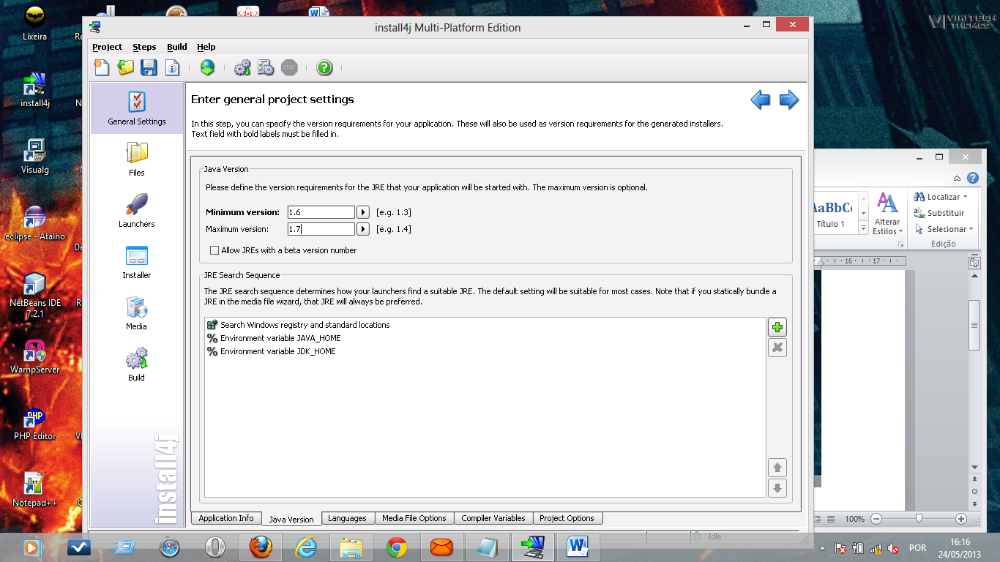 Lixeira
install4j
Visualg
eclipse - Atalho
NetBeans IDE
7.2.1
WampServer
PHP
PHP Editor
Notepad++
VIKITECH
THEMES
install4j Multi-Platform Edition
Project Steps Build Help
STOP
General Settings
Files
Launchers
Installer
Media
Build
install4j
Enter general project settings
In this step, you can specify the version requirements for your application. These will also be used as version requirements for the generated installers.
Text field with bold labels must be filled in.
Java Version
Please define the version requirements for the JRE that your application will be started with. The maximum version is optional.
Minimum version: 1.6 [e.g. 1.3]
Maximum version: 1.7 [e.g. 1.4]
Allow JREs with a beta version number
JRE Search Sequence
The JRE search sequence determines how your launchers find a suitable JRE. The default setting will be suitable for most cases. Note that if you statically bundle a
JRE in the media file wizard, that JRE will always be preferred.
Search Windows registry and standard locations
Environment variable JAVA_HOME
Environment variable JDK_HOME
Application Info Java Version Languages Media File Options Compiler Variables Project Options
Idle
Título 1
Alterar
Estilos
Localizar
Substituir
Selecionar
Edição
16 17
100%
POR
16:16
24/05/2013